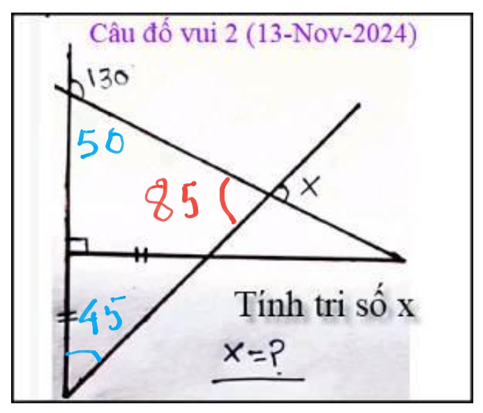 Câu đố vui 2 (13-Nov-2024)
130
50
85
x
45
Tính tri số x
x=?